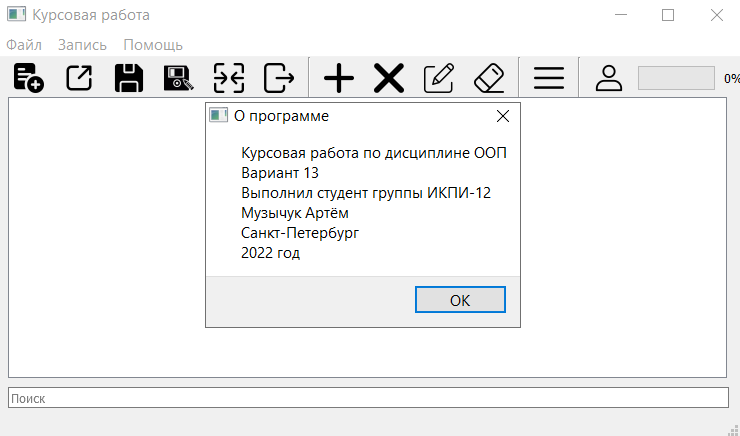 Курсовая работа
Файл Запись Помощь
0%
О программе
Курсовая работа по дисциплине ООП
Вариант 13
Выполнил студент группы ИКПИ-12
Музычук Артём
Санкт-Петербург
2022 год
OK
Поиск